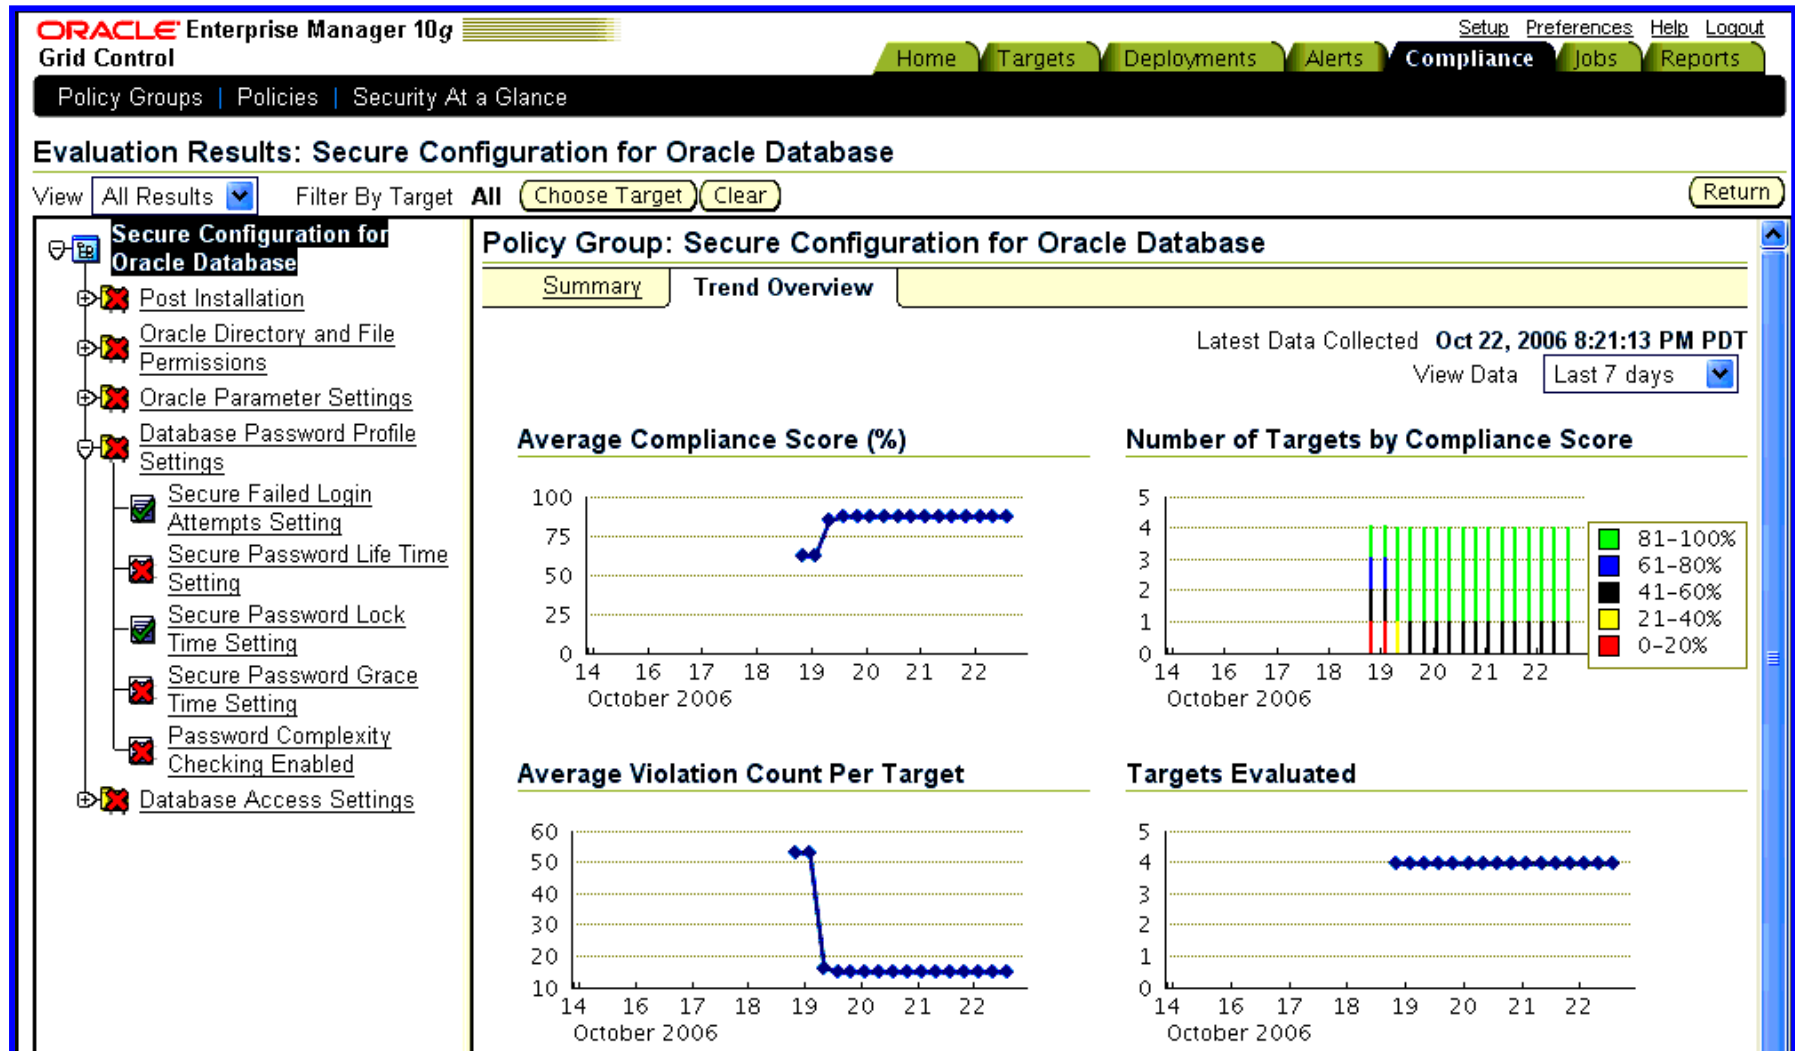 ORACLE Enterprise Manager 10g
Grid Control
Setup Preferences Help Logout
Home Targets Deployments Alerts Compliance Jobs Reports
Policy Groups | Policies | Security At a Glance
Evaluation Results: Secure Configuration for Oracle Database
View All Results Filter By Target All Choose Target Clear Return
Secure Configuration for
Oracle Database
Post Installation
Oracle Directory and File
Permissions
Oracle Parameter Settings
Database Password Profile
Settings
Secure Failed Login
Attempts Setting
Secure Password Life Time
Setting
Secure Password Lock
Time Setting
Secure Password Grace
Time Setting
Password Complexity
Checking Enabled
Database Access Settings
Policy Group: Secure Configuration for Oracle Database
Summary Trend Overview
Latest Data Collected Oct 22, 2006 8:21:13 PM PDT
View Data Last 7 days
Average Compliance Score (%)
100
75
50
25
0
14 16 17 18 19 20 21 22
October 2006
Number of Targets by Compliance Score
5
4
3
2
1
0
14 16 17 18 19 20 21 22
October 2006
81-100%
61-80%
41-60%
21-40%
0-20%
Average Violation Count Per Target
60
50
40
30
20
10
14 16 17 18 19 20 21 22
October 2006
Targets Evaluated
5
4
3
2
1
0
14 16 17 18 19 20 21 22
October 2006